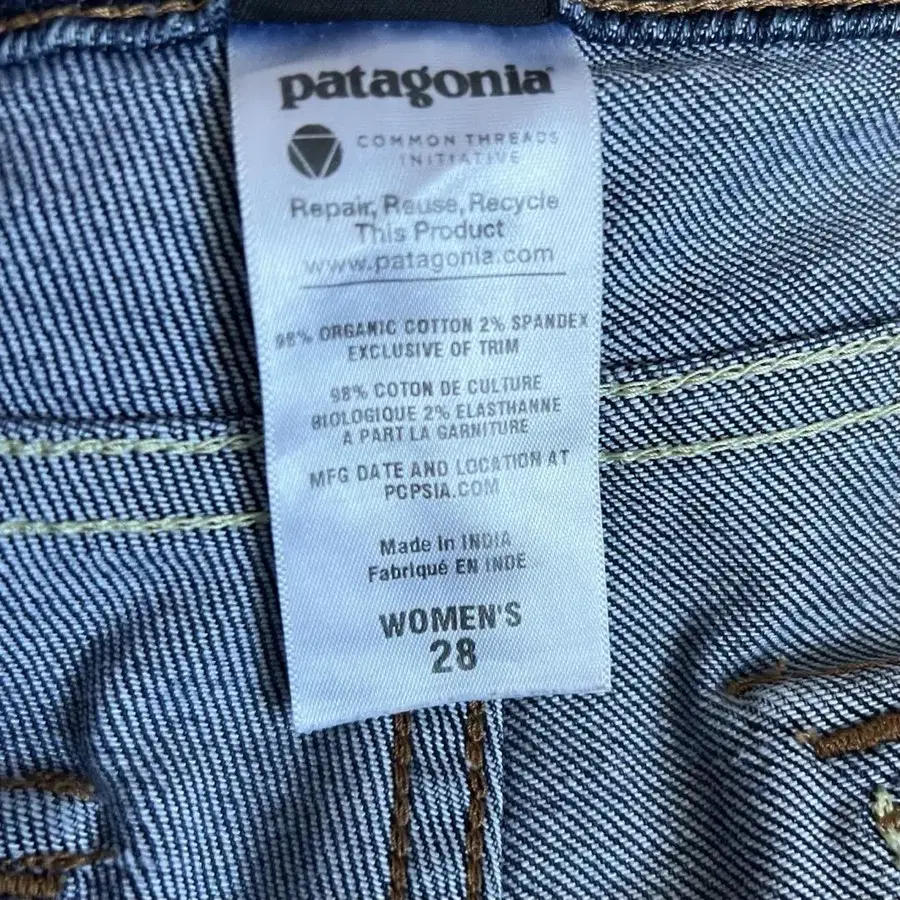 patagonia
COMMON THREADS
INITIATIVE
Repair, Reuse, Recycle
This Product
www.patagonia.com
98% ORGANIC COTTON 2% SPANDEX
EXCLUSIVE OF TRIM
98% COTON DE CULTURE
BIOLOGIQUE 2% ELASTHANNE
A PART LA GARNITURE
MFG DATE AND LOCATION AT
PCPSIA.COM
Made in INDIA
Fabriqué EN INDE
WOMEN'S
28